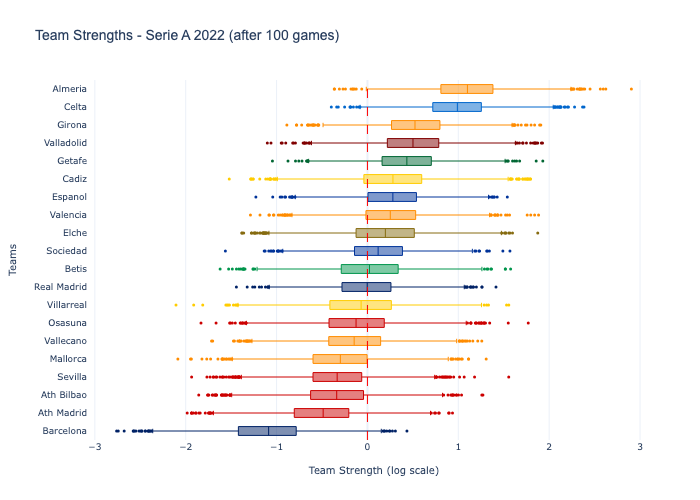 Team Strengths - Serie A 2022 (after 100 games)
Almeria
Celta
Girona
Valladolid
Getafe
Cadiz
Espanol
Valencia
Elche
Sociedad
Betis
Real Madrid
Villarreal
Osasuna
Vallecano
Mallorca
Sevilla
Ath Bilbao
Ath Madrid
Barcelona
Teams
−3 −2 −1 0 1 2 3
Team Strength (log scale)